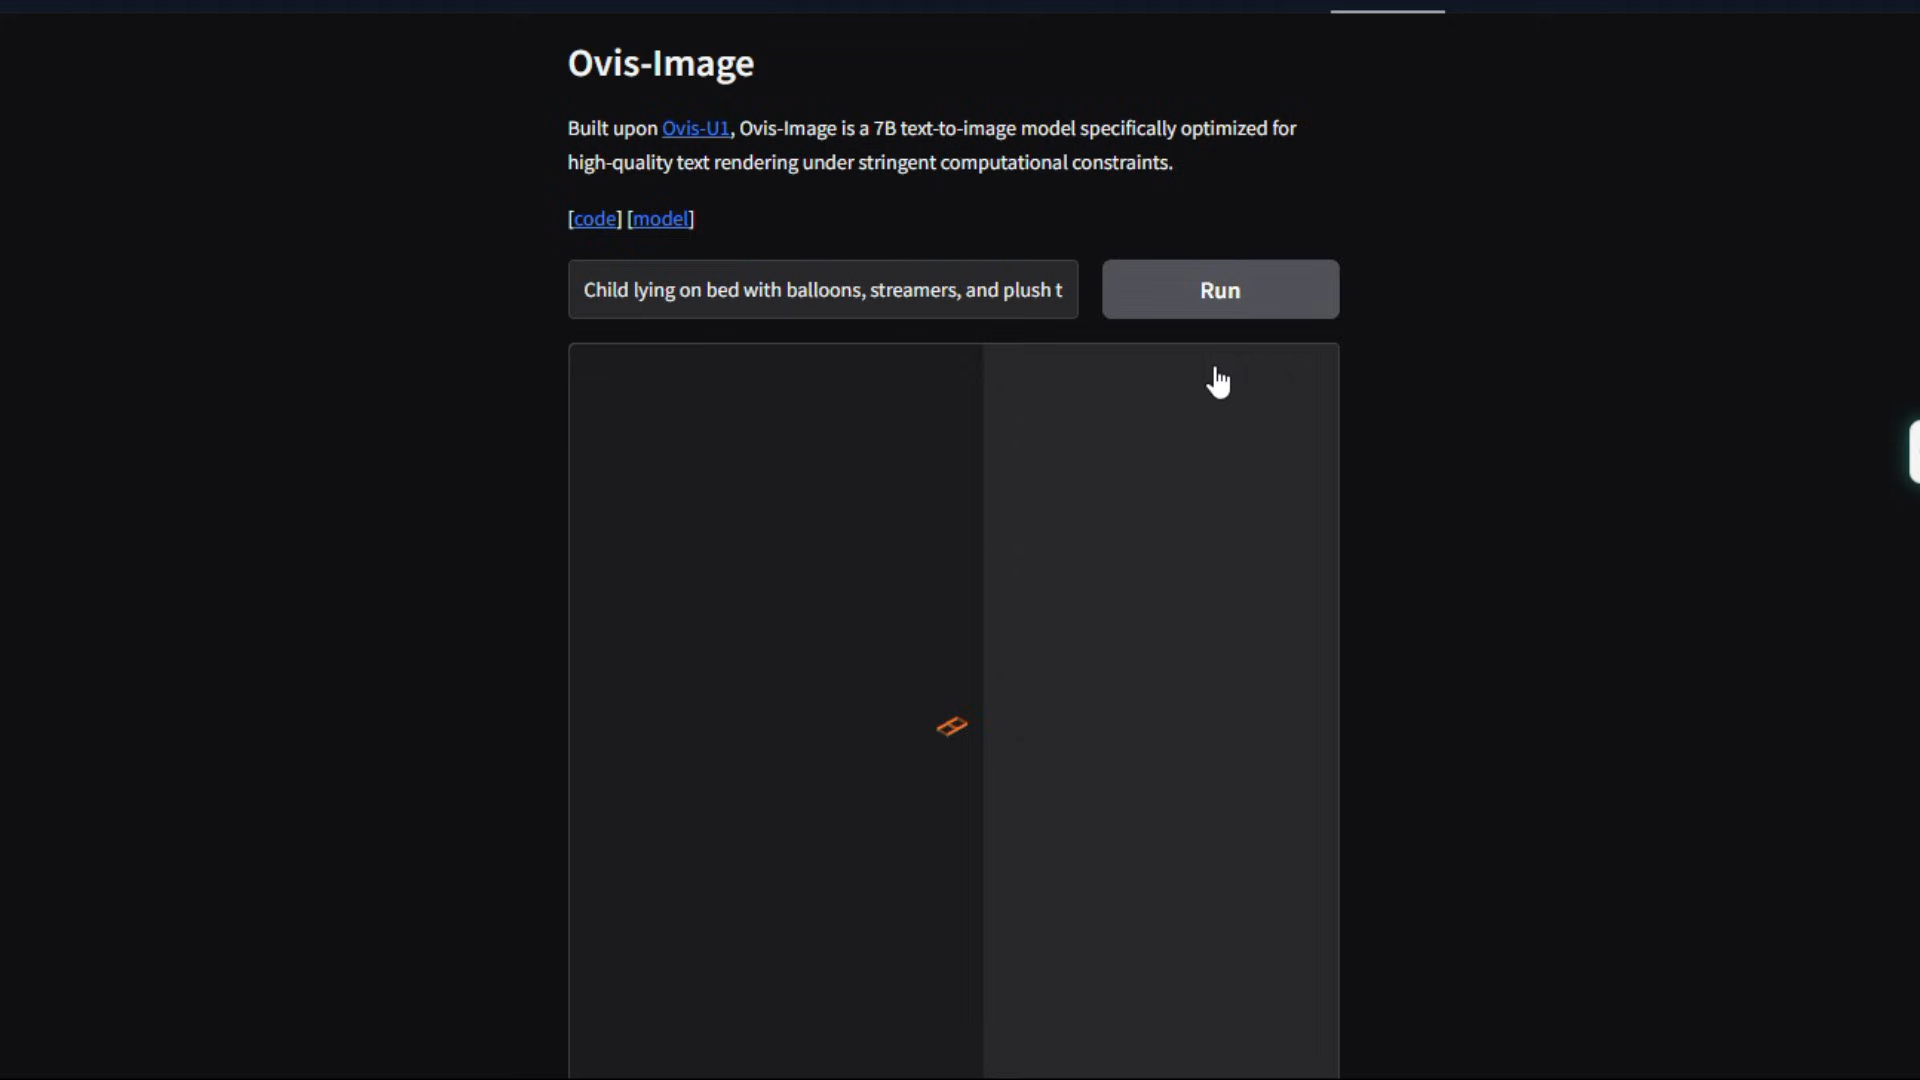 Ovis-Image
Built upon Ovis-U1, Ovis-Image is a 7B text-to-image model specifically optimized for
high-quality text rendering under stringent computational constraints.
[code] [model]
Child lying on bed with balloons, streamers, and plush t
Run